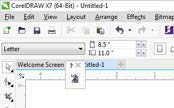 CorelDRAW X7 (64-Bit) - Untitled-1
File Edit View Layout Arrange Effects
Letter 8.5 " 11.0 "
Welcome Screen Untitled-1